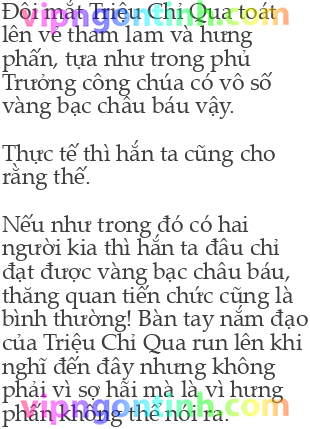 vipngontinh.com
Đôi mắt Triệu Chỉ Qua toát
lên vẻ tham lam và hưng
phấn, tựa như trong phủ
Trưởng công chúa có vô số
vàng bạc châu báu vậy.
Thực tế thì hắn ta cũng cho
rằng thế.
Nếu như trong đó có hai
người kia thì hắn ta đâu chỉ
đạt được vàng bạc châu báu,
thăng quan tiến chức cũng là
bình thường! Bàn tay nắm đạo
của Triệu Chỉ Qua run lên khi
nghĩ đến đây nhưng không
phải vì sợ hãi mà là vì hưng
phấn không thể nói ra.
vipngontinh.com